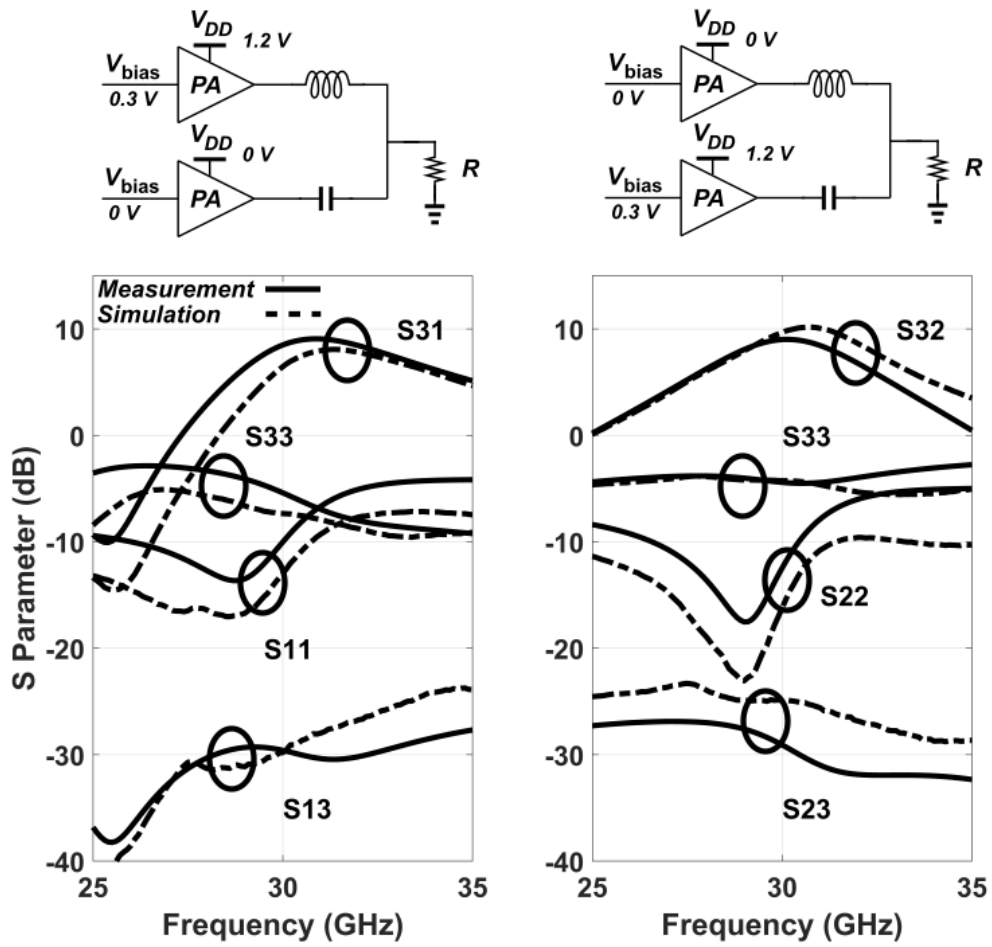 VDD 1.2 V
Vbias
0.3 V
PA
VDD 0 V
Vbias
0 V
PA
R
VDD 0 V
Vbias
0 V
PA
VDD 1.2 V
Vbias
0.3 V
PA
R
S Parameter (dB)
10
0
-10
-20
-30
-40
Measurement
Simulation
S31
S33
S11
S13
25
30
35
Frequency (GHz)
10
0
-10
-20
-30
-40
S32
S33
S22
S23
25
30
35
Frequency (GHz)